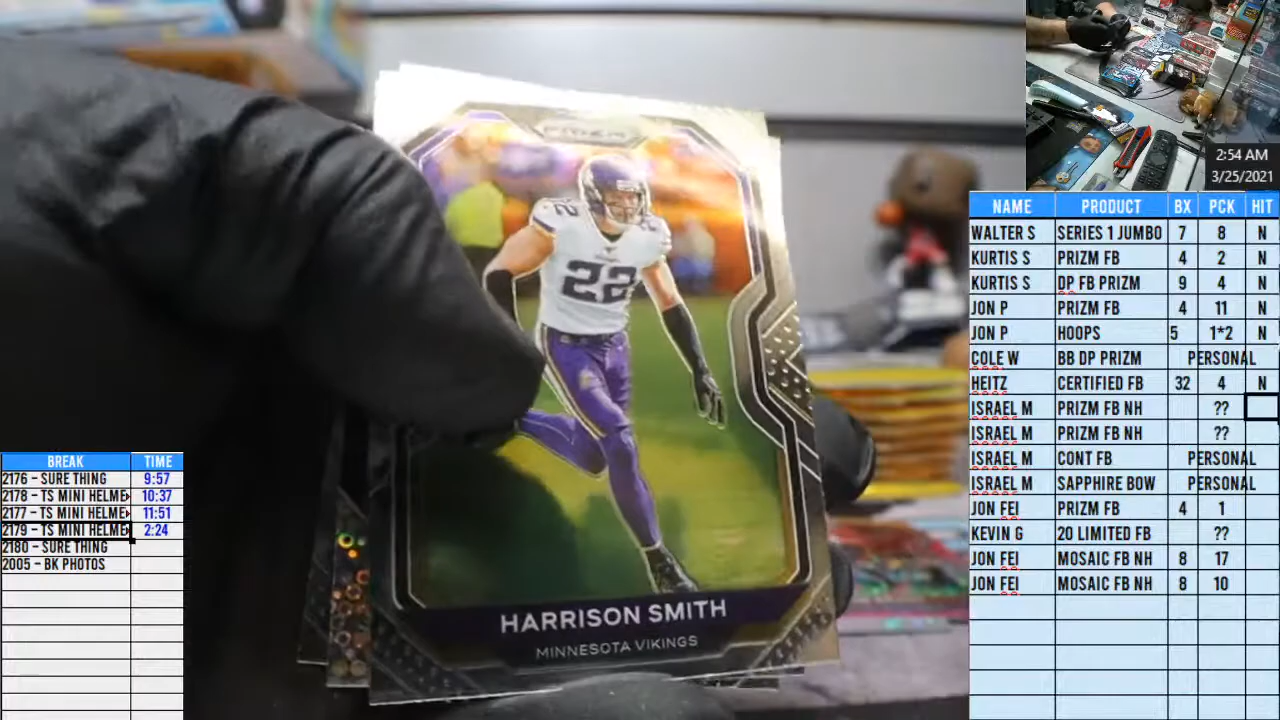 PRIZM
22
22
HARRISON SMITH
MINNESOTA VIKINGS
2:54 AM
3/25/2021
NAME PRODUCT BX PCK HIT
WALTER S SERIES 1 JUMBO 7 8 N
KURTIS S PRIZM FB 4 2 N
KURTIS S DP FB PRIZM 9 4 N
JON P PRIZM FB 4 11 N
JON P HOOPS 5 1*2 N
COLE W BB DP PRIZM PERSONAL
HEITZ CERTIFIED FB 32 4 N
ISRAEL M PRIZM FB NH ??
ISRAEL M PRIZM FB NH ??
ISRAEL M CONT FB PERSONAL
ISRAEL M SAPPHIRE BOW PERSONAL
JON FEI PRIZM FB 4 1
KEVIN G 20 LIMITED FB ??
JON FEI MOSAIC FB NH 8 17
JON FEI MOSAIC FB NH 8 10
BREAK TIME
2176 – SURE THING 9:57
2178 – TS MINI HELME 10:37
2177 – TS MINI HELME 11:51
2179 – TS MINI HELME 2:24
2180 – SURE THING
2005 – BK PHOTOS